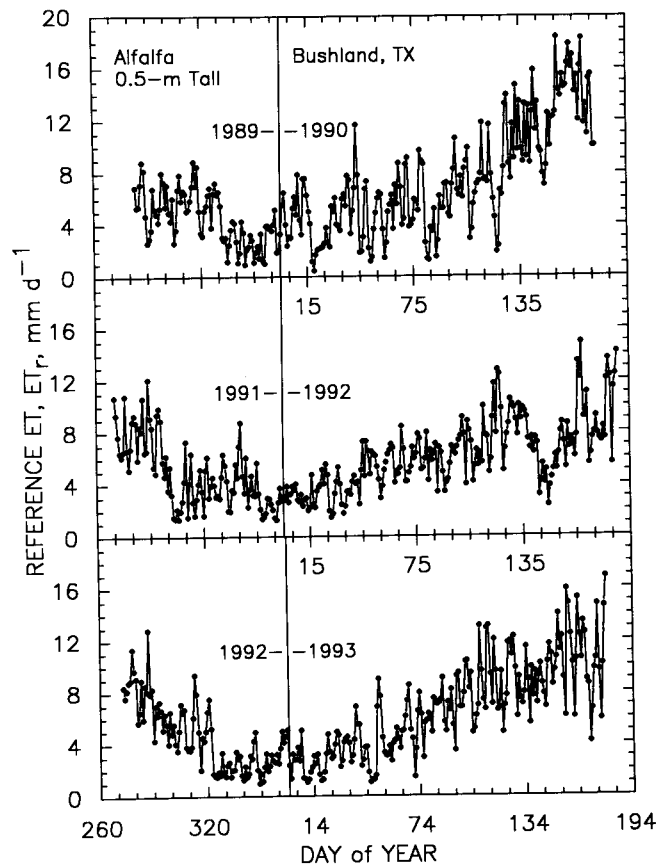 20
Alfalfa
0.5-m Tall
Bushland, TX
16
12
1989- -1990
8
4
0
15 75 135
16
12
1991- -1992
8
4
0
15 75 135
16
12
1992- -1993
8
4
0
260 320 14 74 134 194
DAY of YEAR
REFERENCE ET, ETr, mm d−1